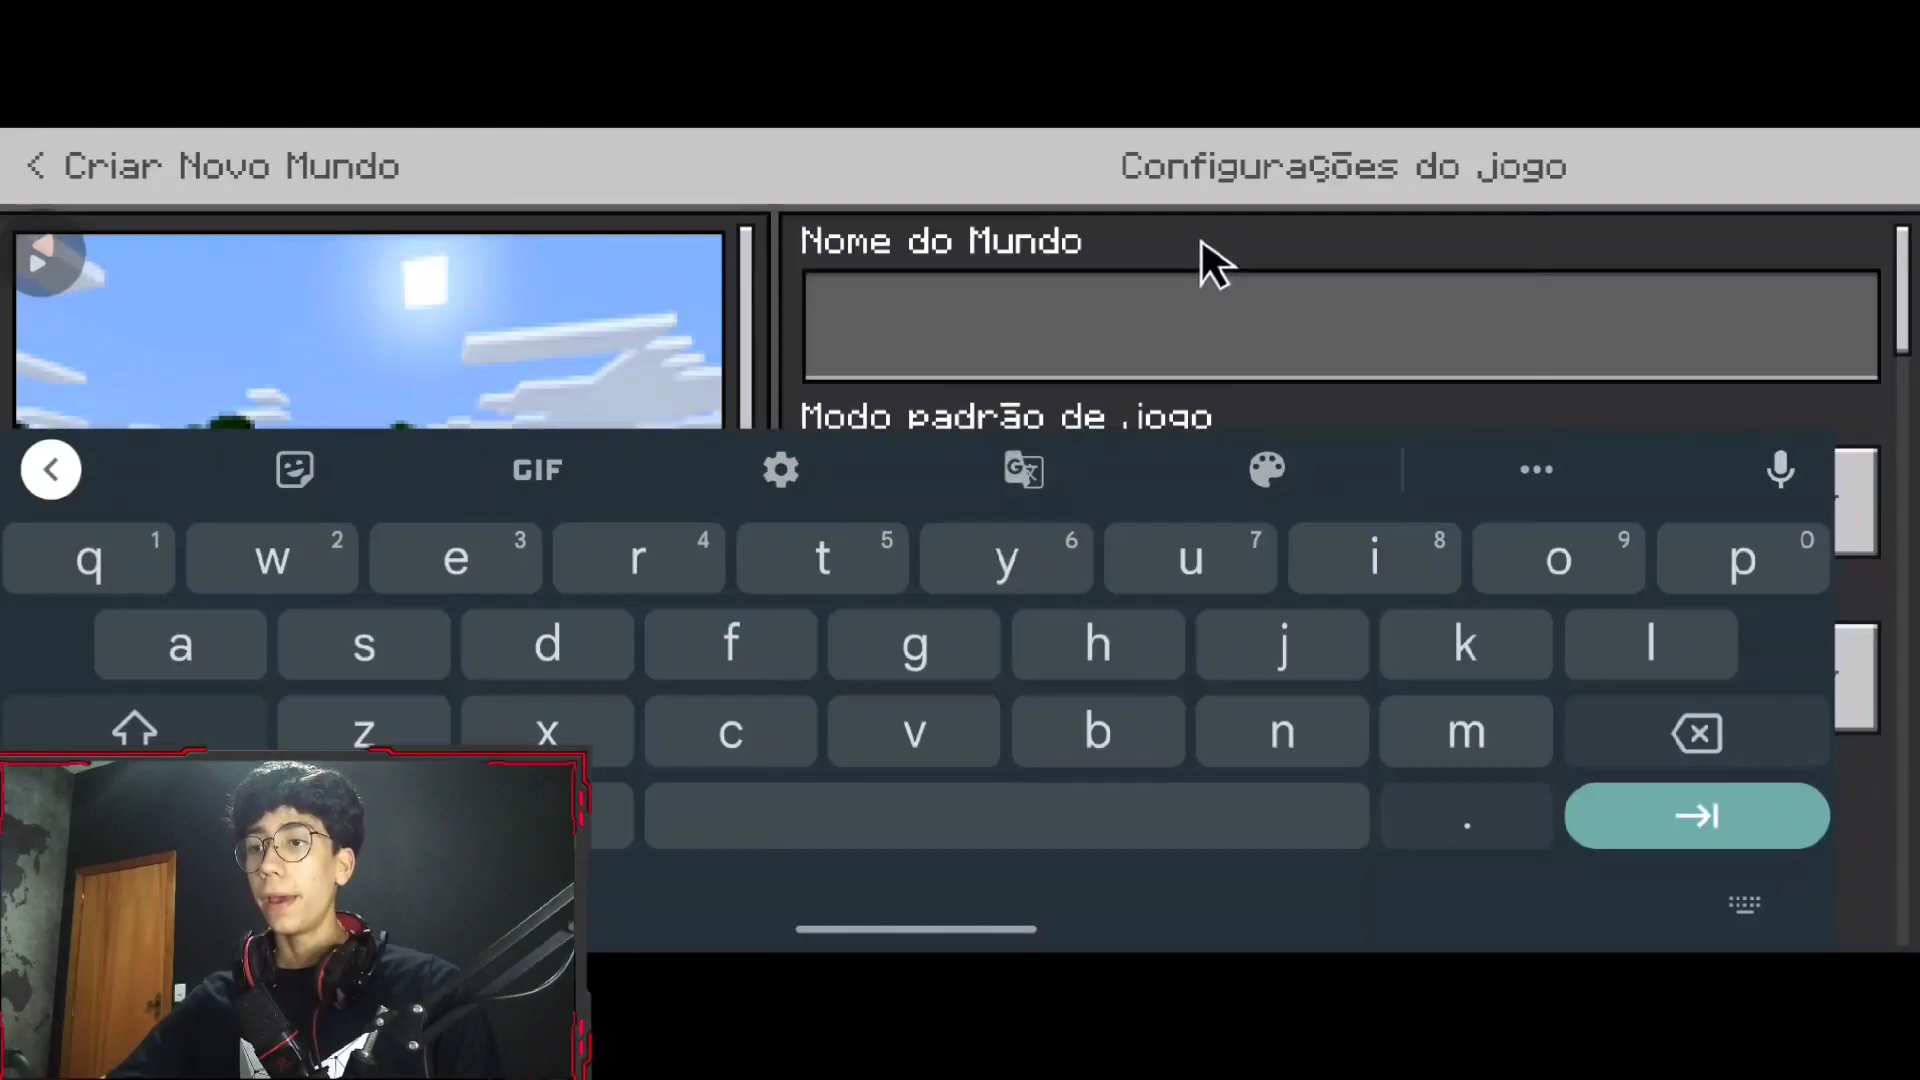 < Criar Novo Mundo
Configurações do jogo
Nome do Mundo
Modo padrão de jogo
GIF
q 1 w 2 e 3 r 4 t 5 y 6 u 7 i 8 o 9 p 0
a s d f g h j k l
z x c v b n m
.